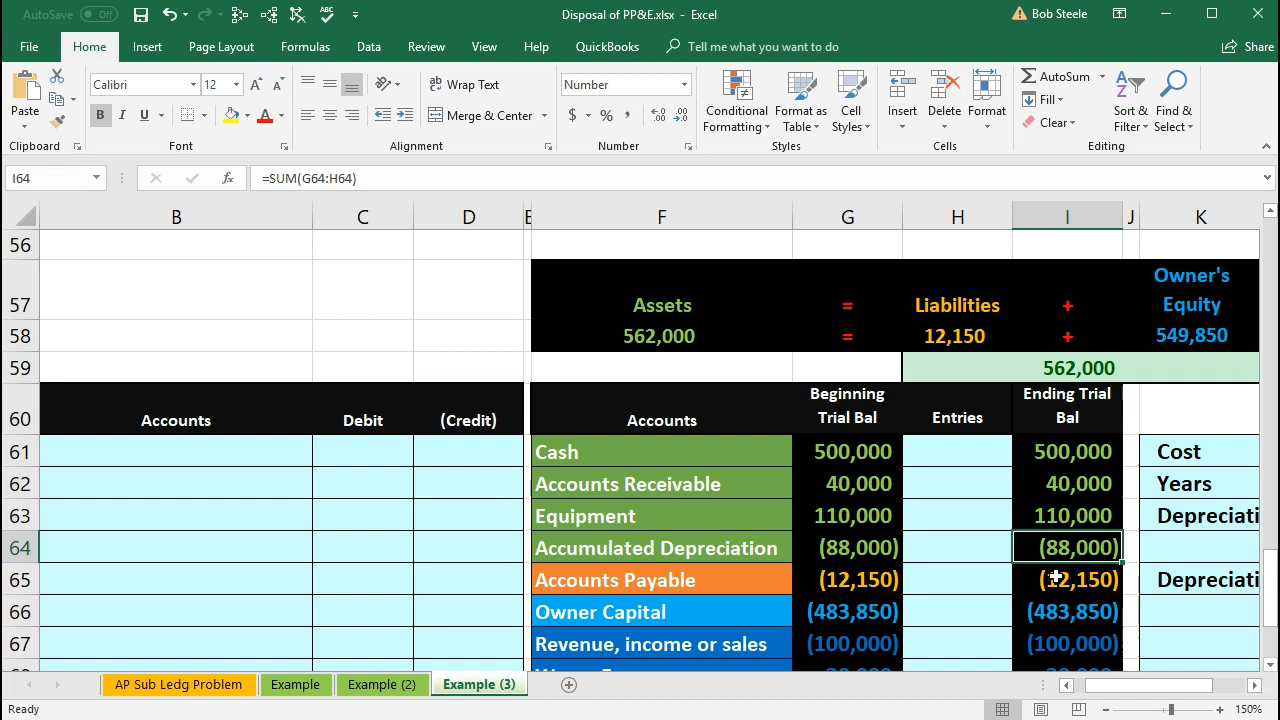 AutoSave Off Disposal of PP&E.xlsx - Excel Bob Steele
File Home Insert Page Layout Formulas Data Review View Help QuickBooks Tell me what you want to do Share
Paste Calibri 12 Wrap Text Number Conditional Formatting Format as Table Cell Styles Insert Delete Format AutoSum Sort & Filter Find & Select
B I U Merge & Center $ % Fill
Clear
Clipboard Font Alignment Number Styles Cells Editing
I64 fx =SUM(G64:H64)
B C D E F G H I J K
56
57 Assets = Liabilities + Owner's Equity
58 562,000 = 12,150 + 549,850
59 562,000
60 Accounts Debit (Credit) Accounts Beginning Trial Bal Entries Ending Trial Bal
61 Cash 500,000 500,000 Cost
62 Accounts Receivable 40,000 40,000 Years
63 Equipment 110,000 110,000 Depreciati
64 Accumulated Depreciation (88,000) (88,000)
65 Accounts Payable (12,150) (12,150) Depreciati
66 Owner Capital (483,850) (483,850)
67 Revenue, income or sales (100,000) (100,000)
AP Sub Ledg Problem Example Example (2) Example (3)
Ready 150%